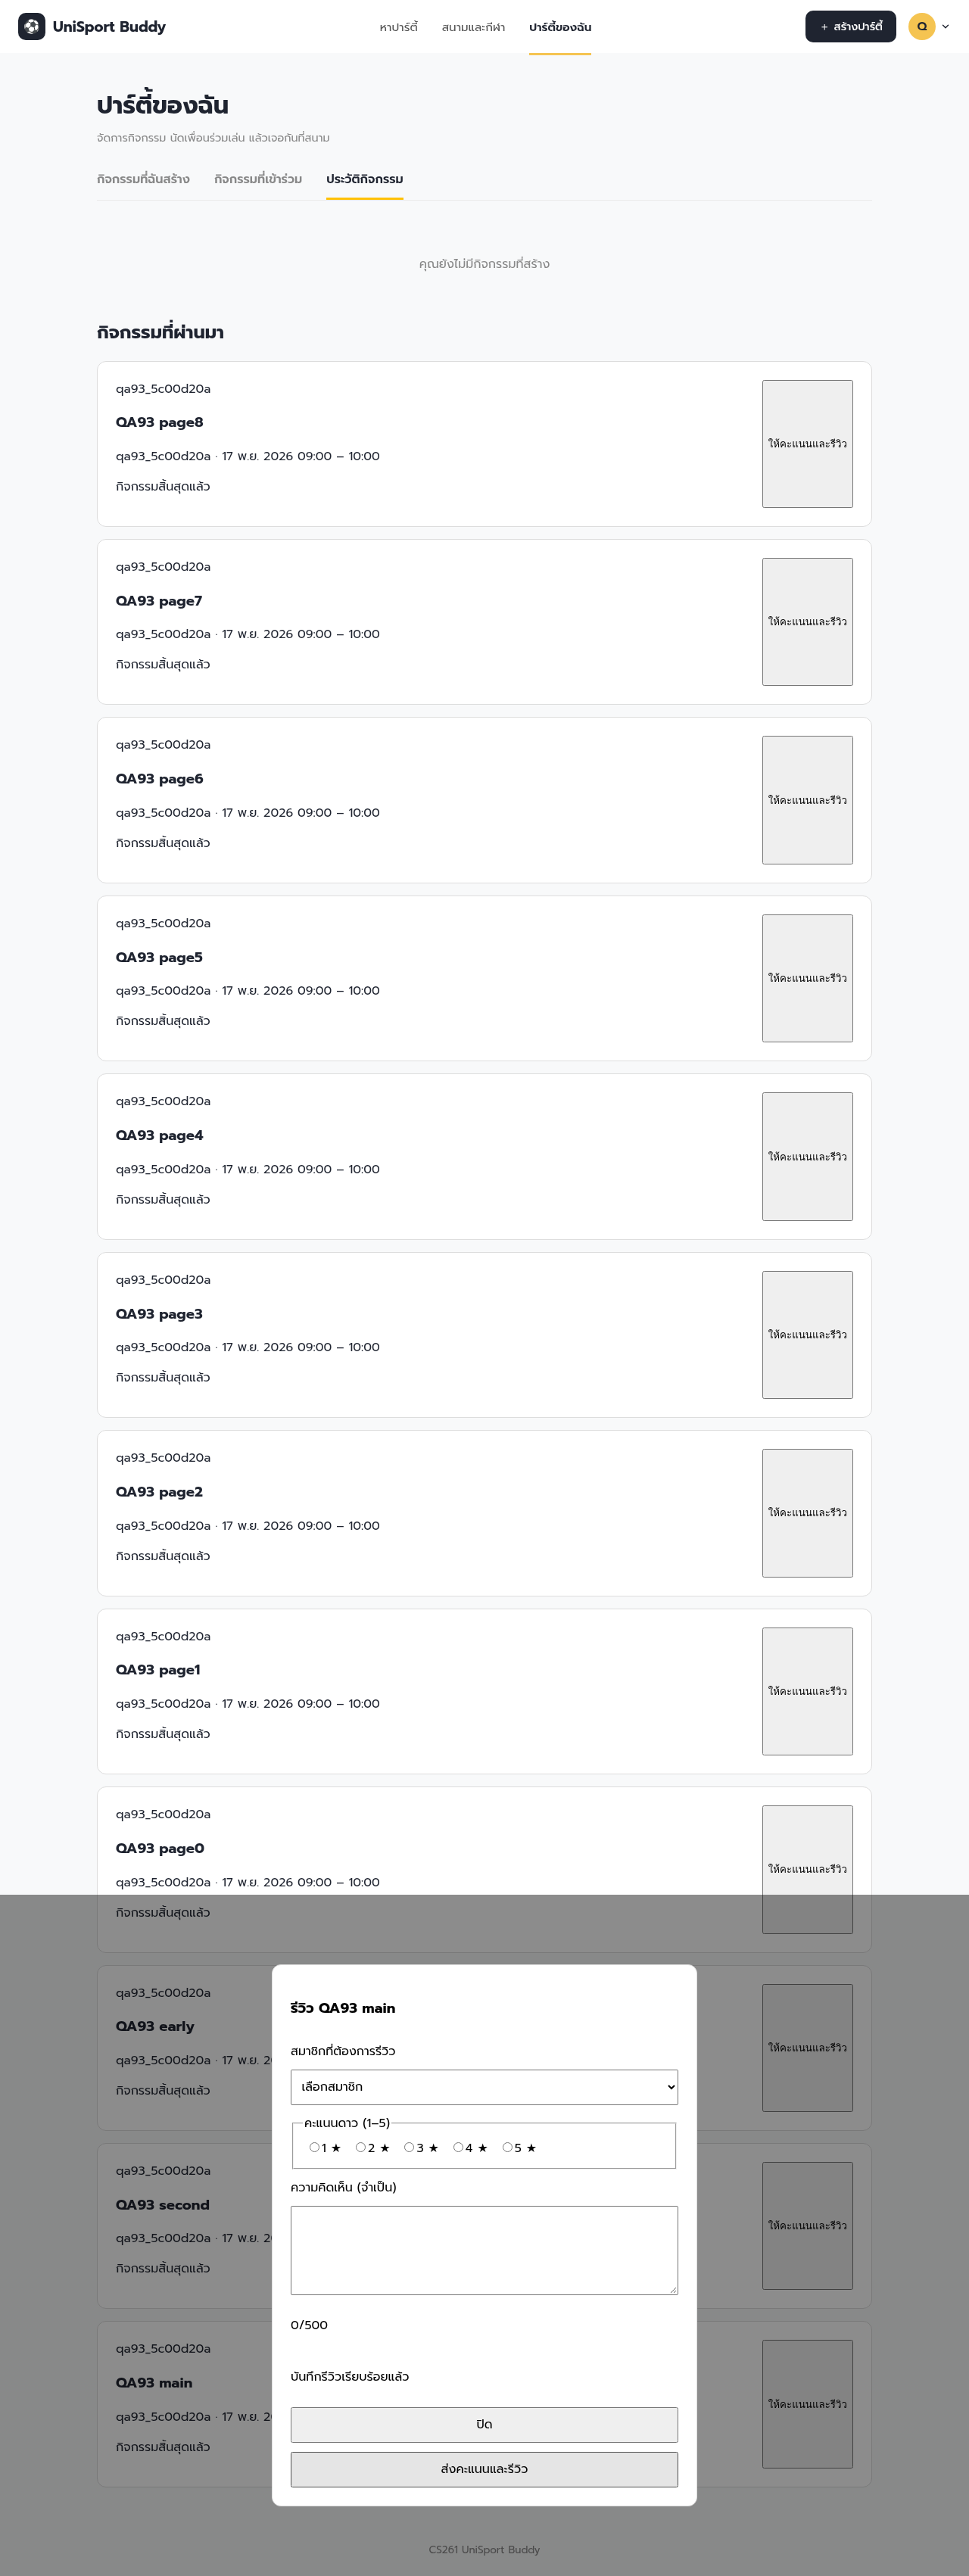 UniSport Buddy
หาปาร์ตี้
สนามและกีฬา
ปาร์ตี้ของฉัน
+ สร้างปาร์ตี้
Q
ปาร์ตี้ของฉัน
จัดการกิจกรรม นัดเพื่อนร่วมเล่น แล้วเจอกันที่สนาม
กิจกรรมที่ฉันสร้าง
กิจกรรมที่เข้าร่วม
ประวัติกิจกรรม
คุณยังไม่มีกิจกรรมที่สร้าง
กิจกรรมที่ผ่านมา
qa93_5c00d20a
QA93 page8
qa93_5c00d20a · 17 พ.ย. 2026 09:00 – 10:00
กิจกรรมสิ้นสุดแล้ว
ให้คะแนนและรีวิว
qa93_5c00d20a
QA93 page7
qa93_5c00d20a · 17 พ.ย. 2026 09:00 – 10:00
กิจกรรมสิ้นสุดแล้ว
ให้คะแนนและรีวิว
qa93_5c00d20a
QA93 page6
qa93_5c00d20a · 17 พ.ย. 2026 09:00 – 10:00
กิจกรรมสิ้นสุดแล้ว
ให้คะแนนและรีวิว
qa93_5c00d20a
QA93 page5
qa93_5c00d20a · 17 พ.ย. 2026 09:00 – 10:00
กิจกรรมสิ้นสุดแล้ว
ให้คะแนนและรีวิว
qa93_5c00d20a
QA93 page4
qa93_5c00d20a · 17 พ.ย. 2026 09:00 – 10:00
กิจกรรมสิ้นสุดแล้ว
ให้คะแนนและรีวิว
qa93_5c00d20a
QA93 page3
qa93_5c00d20a · 17 พ.ย. 2026 09:00 – 10:00
กิจกรรมสิ้นสุดแล้ว
ให้คะแนนและรีวิว
qa93_5c00d20a
QA93 page2
qa93_5c00d20a · 17 พ.ย. 2026 09:00 – 10:00
กิจกรรมสิ้นสุดแล้ว
ให้คะแนนและรีวิว
qa93_5c00d20a
QA93 page1
qa93_5c00d20a · 17 พ.ย. 2026 09:00 – 10:00
กิจกรรมสิ้นสุดแล้ว
ให้คะแนนและรีวิว
qa93_5c00d20a
QA93 page0
qa93_5c00d20a · 17 พ.ย. 2026 09:00 – 10:00
กิจกรรมสิ้นสุดแล้ว
ให้คะแนนและรีวิว
qa93_5c00d20a
QA93 early
qa93_5c00d20a · 17 พ.ย.
กิจกรรมสิ้นสุดแล้ว
ให้คะแนนและรีวิว
qa93_5c00d20a
QA93 second
qa93_5c00d20a · 17 พ.ย.
กิจกรรมสิ้นสุดแล้ว
ให้คะแนนและรีวิว
qa93_5c00d20a
QA93 main
qa93_5c00d20a · 17 พ.ย.
กิจกรรมสิ้นสุดแล้ว
ให้คะแนนและรีวิว
รีวิว QA93 main
สมาชิกที่ต้องการรีวิว
เลือกสมาชิก
คะแนนดาว (1–5)
1 ★ 2 ★ 3 ★ 4 ★ 5 ★
ความคิดเห็น (จำเป็น)
0/500
บันทึกรีวิวเรียบร้อยแล้ว
ปิด
ส่งคะแนนและรีวิว
CS261 UniSport Buddy